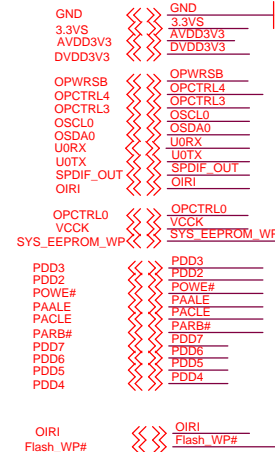 GND GND
3.3VS 3.3VS
AVDD3V3 AVDD3V3
DVDD3V3 DVDD3V3
OPWRSB OPWRSB
OPCTRL4 OPCTRL4
OPCTRL3 OPCTRL3
OSCL0 OSCL0
OSDA0 OSDA0
U0RX U0RX
U0TX U0TX
SPDIF_OUT SPDIF_OUT
OIRI OIRI
OPCTRL0 OPCTRL0
VCCK VCCK
SYS_EEPROM_WP SYS_EEPROM_WP
PDD3 PDD3
PDD2 PDD2
POWE# POWE#
PAALE PAALE
PACLE PACLE
PARB# PARB#
PDD7 PDD7
PDD6 PDD6
PDD5 PDD5
PDD4 PDD4
OIRI OIRI
Flash_WP# Flash_WP#